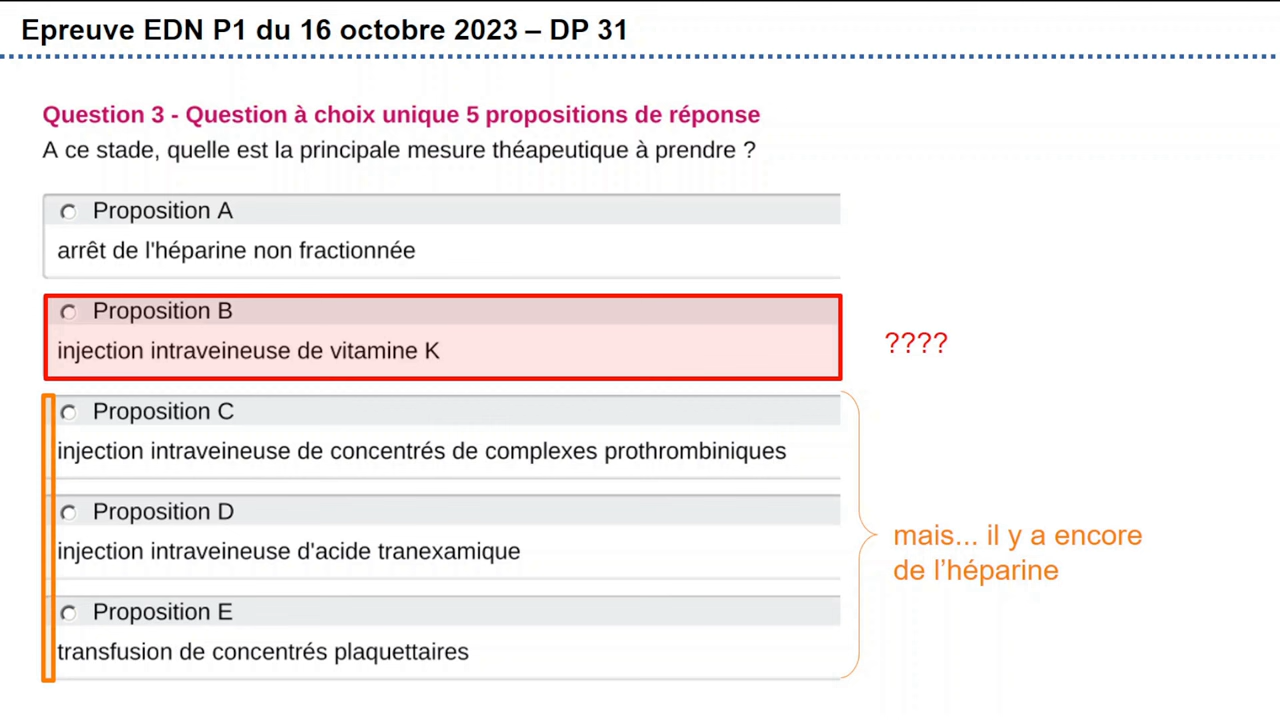 Epreuve EDN P1 du 16 octobre 2023 – DP 31
Question 3 - Question à choix unique 5 propositions de réponse
A ce stade, quelle est la principale mesure théapeutique à prendre ?
Proposition A
arrêt de l'héparine non fractionnée
Proposition B
injection intraveineuse de vitamine K
????
Proposition C
injection intraveineuse de concentrés de complexes prothrombiniques
Proposition D
injection intraveineuse d'acide tranexamique
mais... il y a encore
de l’héparine
Proposition E
transfusion de concentrés plaquettaires